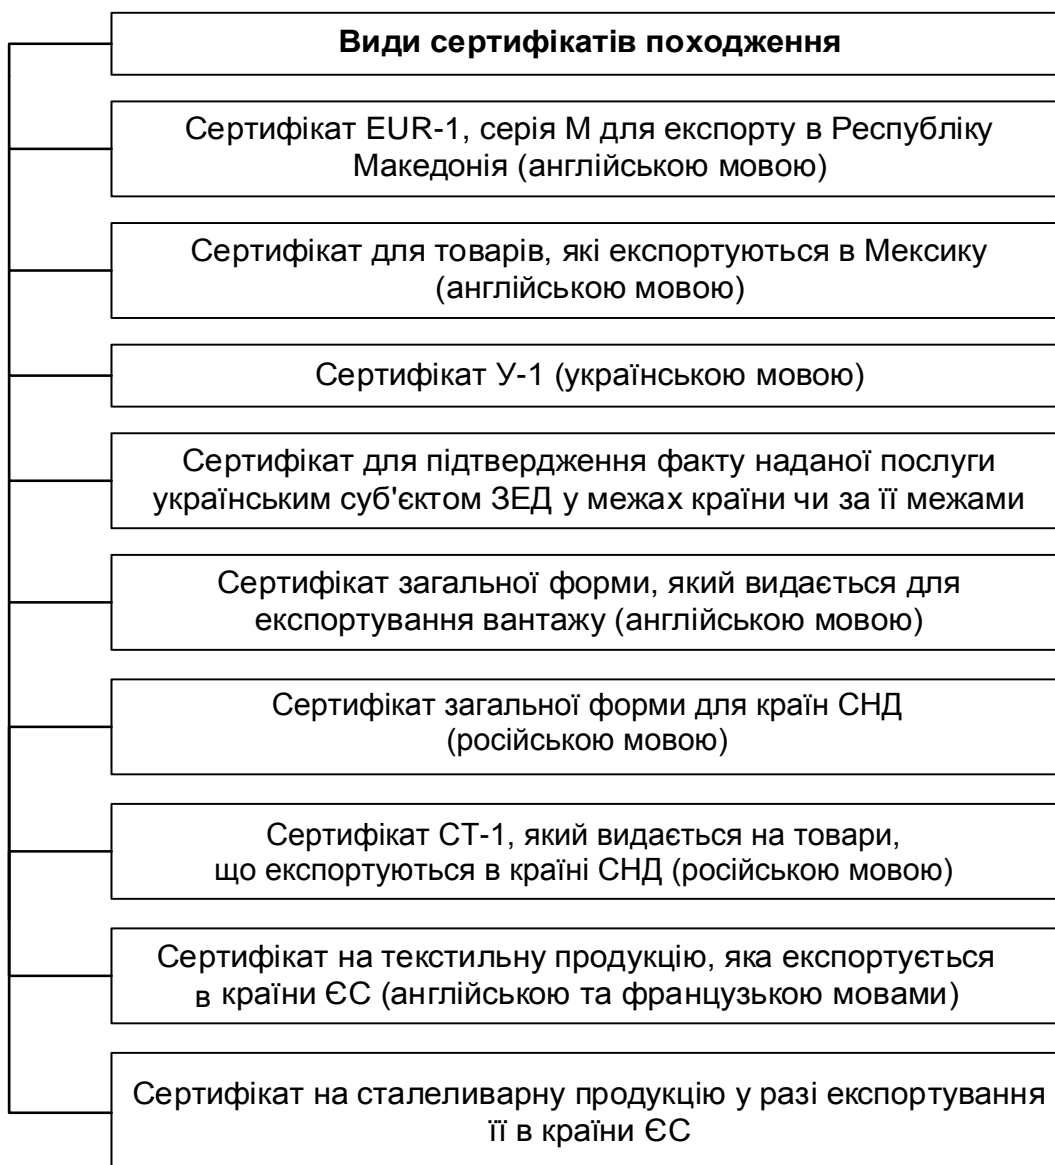 Види сертифікатів походження
Сертифікат EUR-1, серія М для експорту в Республіку
Македонія (англійською мовою)
Сертифікат для товарів, які експортуються в Мексику
(англійською мовою)
Сертифікат У-1 (українською мовою)
Сертифікат для підтвердження факту наданої послуги
українським суб'єктом ЗЕД у межах країни чи за її межами
Сертифікат загальної форми, який видається для
експортування вантажу (англійською мовою)
Сертифікат загальної форми для країн СНД
(російською мовою)
Сертифікат СТ-1, який видається на товари,
що експортуються в країні СНД (російською мовою)
Сертифікат на текстильну продукцію, яка експортується
в країни ЄС (англійською та французькою мовами)
Сертифікат на сталеливарну продукцію у разі експортування
її в країни ЄС